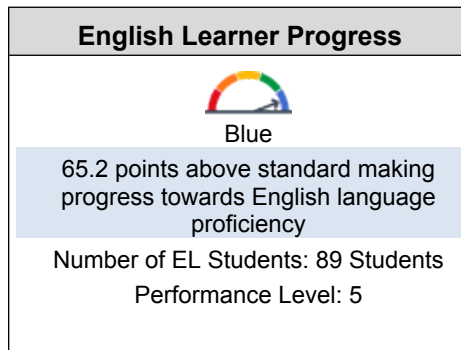 English Learner Progress
Blue
65.2 points above standard making
progress towards English language
proficiency
Number of EL Students: 89 Students
Performance Level: 5